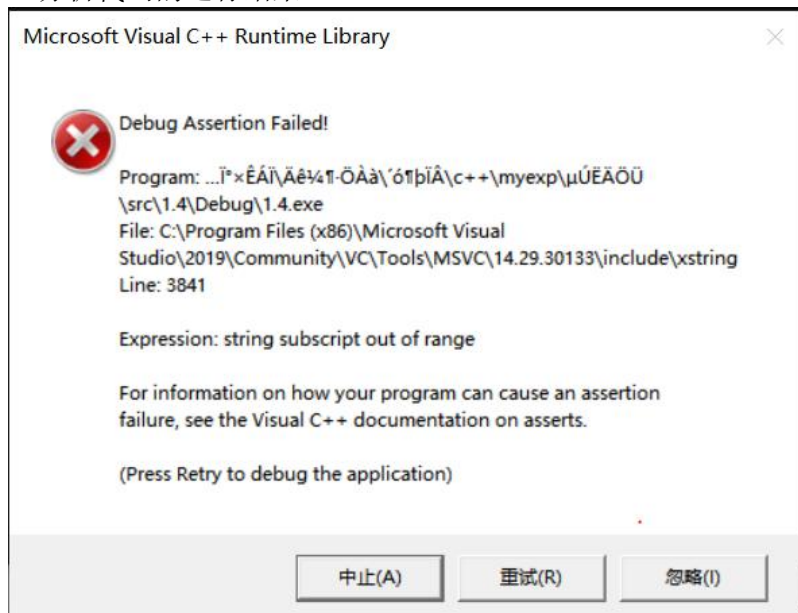 Microsoft Visual C++ Runtime Library
Debug Assertion Failed!
Program: ...Ï°×ÊÁÏ\Äê¼¶·ÖÀà\´ó¶þÏÂ\c++\myexp\µÚËÄÖÜ
\src\1.4\Debug\1.4.exe
File: C:\Program Files (x86)\Microsoft Visual
Studio\2019\Community\VC\Tools\MSVC\14.29.30133\include\xstring
Line: 3841
Expression: string subscript out of range
For information on how your program can cause an assertion
failure, see the Visual C++ documentation on asserts.
(Press Retry to debug the application)
中止(A)
重试(R)
忽略(I)